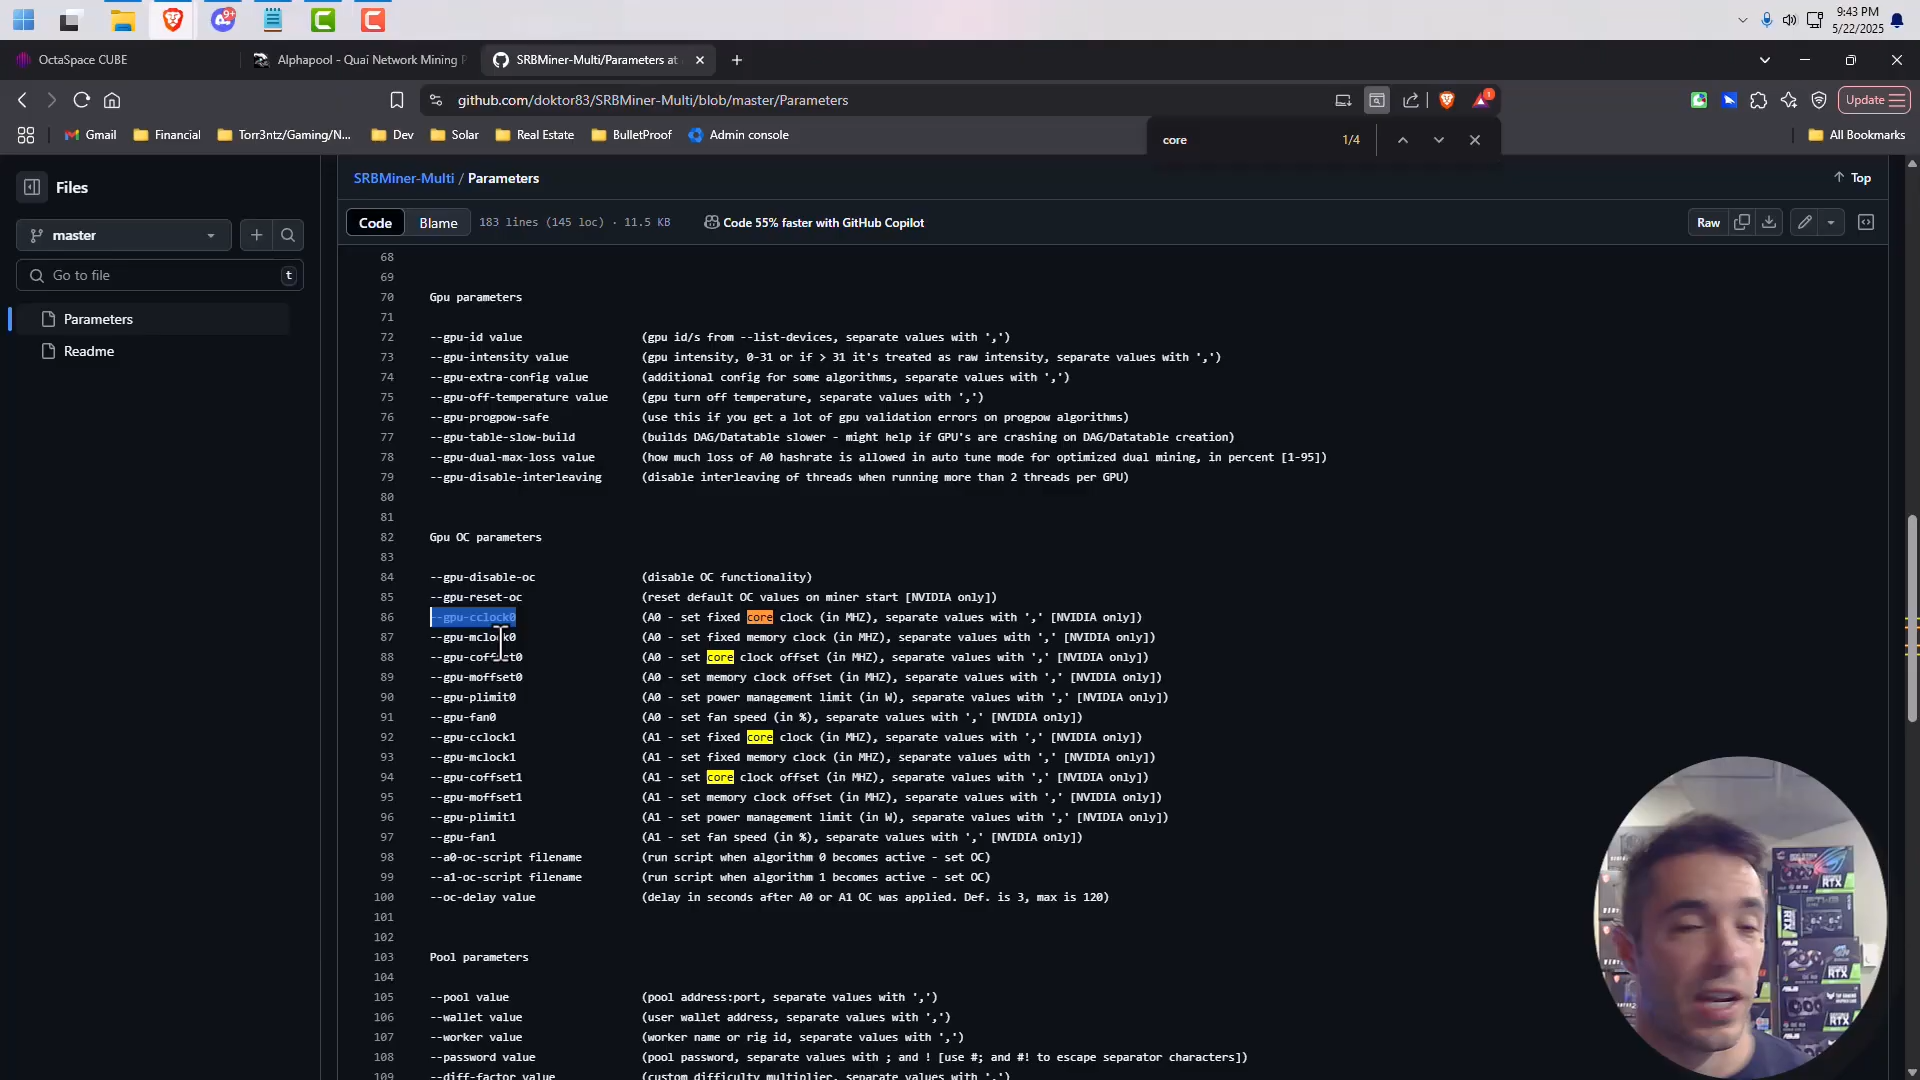 9:43 PM
5/22/2025
OctaSpace CUBE
Alphapool - Quai Network Mining P
SRBMiner-Multi/Parameters at
github.com/doktor83/SRBMiner-Multi/blob/master/Parameters
Update
Gmail
Financial
Torr3ntz/Gaming/N...
Dev
Solar
Real Estate
BulletProof
Admin console
All Bookmarks
core
1/4
Files
master
Go to file
t
Parameters
Readme
SRBMiner-Multi / Parameters
Top
Code
Blame
183 lines (145 loc) · 11.5 KB
Code 55% faster with GitHub Copilot
Raw
68
69
70 Gpu parameters
71
72 --gpu-id value (gpu id/s from --list-devices, separate values with ',')
73 --gpu-intensity value (gpu intensity, 0-31 or if > 31 it's treated as raw intensity, separate values with ',')
74 --gpu-extra-config value (additional config for some algorithms, separate values with ',')
75 --gpu-off-temperature value (gpu turn off temperature, separate values with ',')
76 --gpu-progpow-safe (use this if you get a lot of gpu validation errors on progpow algorithms)
77 --gpu-table-slow-build (builds DAG/Datatable slower - might help if GPU's are crashing on DAG/Datatable creation)
78 --gpu-dual-max-loss value (how much loss of A0 hashrate is allowed in auto tune mode for optimized dual mining, in percent [1-95])
79 --gpu-disable-interleaving (disable interleaving of threads when running more than 2 threads per GPU)
80
81
82 Gpu OC parameters
83
84 --gpu-disable-oc (disable OC functionality)
85 --gpu-reset-oc (reset default OC values on miner start [NVIDIA only])
86 --gpu-cclock0 (A0 - set fixed core clock (in MHZ), separate values with ',' [NVIDIA only])
87 --gpu-mclock0 (A0 - set fixed memory clock (in MHZ), separate values with ',' [NVIDIA only])
88 --gpu-coffset0 (A0 - set core clock offset (in MHZ), separate values with ',' [NVIDIA only])
89 --gpu-moffset0 (A0 - set memory clock offset (in MHZ), separate values with ',' [NVIDIA only])
90 --gpu-plimit0 (A0 - set power management limit (in W), separate values with ',' [NVIDIA only])
91 --gpu-fan0 (A0 - set fan speed (in %), separate values with ',' [NVIDIA only])
92 --gpu-cclock1 (A1 - set fixed core clock (in MHZ), separate values with ',' [NVIDIA only])
93 --gpu-mclock1 (A1 - set fixed memory clock (in MHZ), separate values with ',' [NVIDIA only])
94 --gpu-coffset1 (A1 - set core clock offset (in MHZ), separate values with ',' [NVIDIA only])
95 --gpu-moffset1 (A1 - set memory clock offset (in MHZ), separate values with ',' [NVIDIA only])
96 --gpu-plimit1 (A1 - set power management limit (in W), separate values with ',' [NVIDIA only])
97 --gpu-fan1 (A1 - set fan speed (in %), separate values with ',' [NVIDIA only])
98 --a0-oc-script filename (run script when algorithm 0 becomes active - set OC)
99 --a1-oc-script filename (run script when algorithm 1 becomes active - set OC)
100 --oc-delay value (delay in seconds after A0 or A1 OC was applied. Def. is 3, max is 120)
101
102
103 Pool parameters
104
105 --pool value (pool address:port, separate values with ',')
106 --wallet value (user wallet address, separate values with ',')
107 --worker value (worker name or rig id, separate values with ',')
108 --password value (pool password, separate values with ; and ! [use #; and #! to escape separator characters])
109 --diff-factor value (custom difficulty multiplier, separate values with ',')